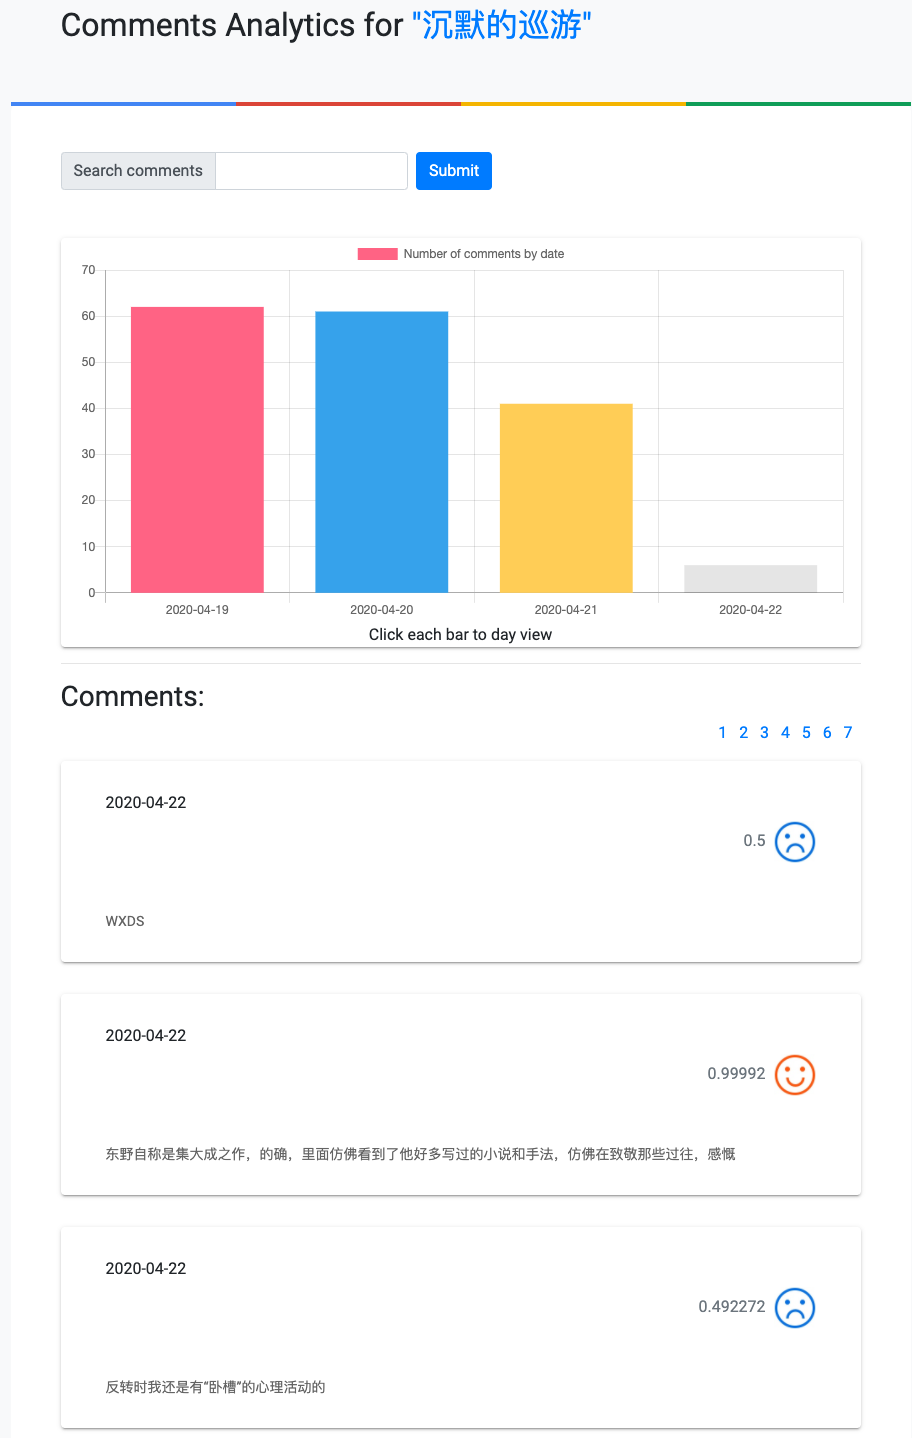 Comments Analytics for "沉默的巡游"
Search comments
Submit
Number of comments by date
70
60
50
40
30
20
10
0
2020-04-19 2020-04-20 2020-04-21 2020-04-22
Click each bar to day view
Comments:
1 2 3 4 5 6 7
2020-04-22
0.5
WXDS
2020-04-22
0.99992
东野自称是集大成之作，的确，里面仿佛看到了他好多写过的小说和手法，仿佛在致敬那些过往，感慨
2020-04-22
0.492272
反转时我还是有“卧槽”的心理活动的